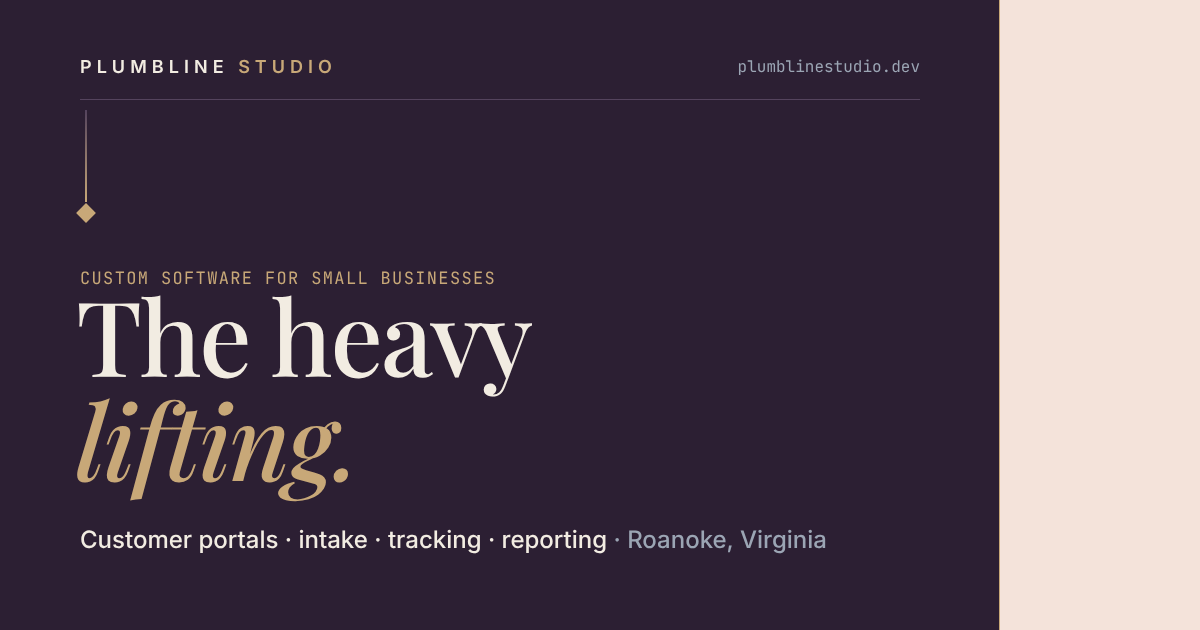 PLUMBLINE STUDIO
plumblinestudio.dev
CUSTOM SOFTWARE FOR SMALL BUSINESSES
The heavy
lifting.
Customer portals · intake · tracking · reporting · Roanoke, Virginia